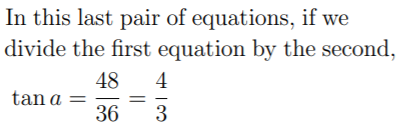 In this last pair of equations, if we
divide the first equation by the second,
tan a = 48/36 = 4/3